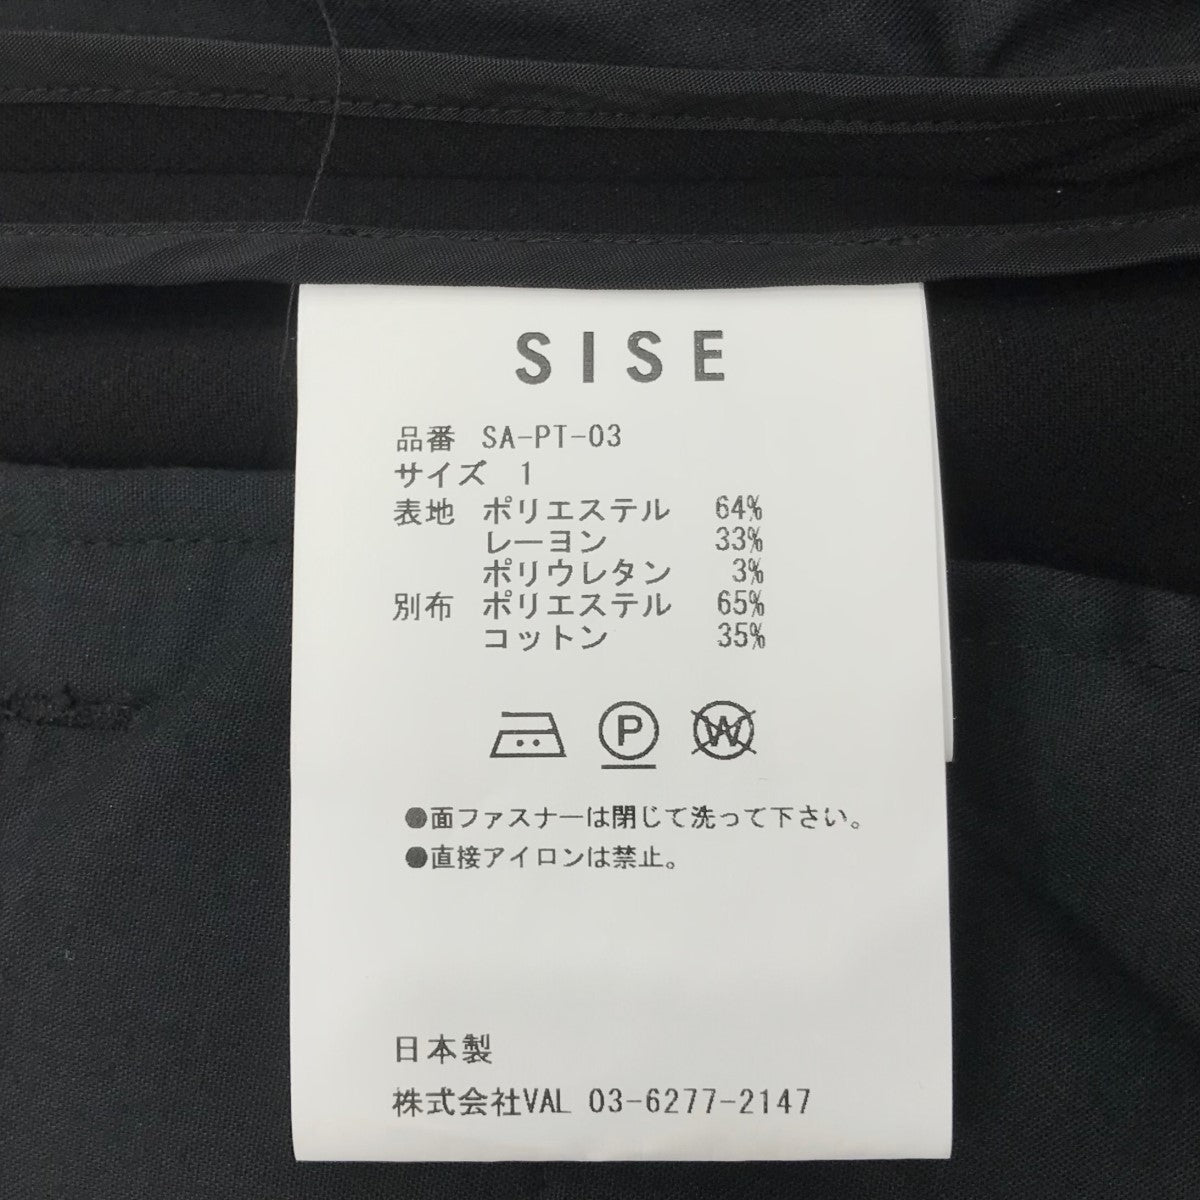 SISE
品番 SA-PT-03
サイズ 1
表地 ポリエステル 64%
レーヨン 33%
ポリウレタン 3%
別布 ポリエステル 65%
コットン 35%
P W
●面ファスナーは閉じて洗って下さい。
●直接アイロンは禁止。
日本製
株式会社VAL 03-6277-2147